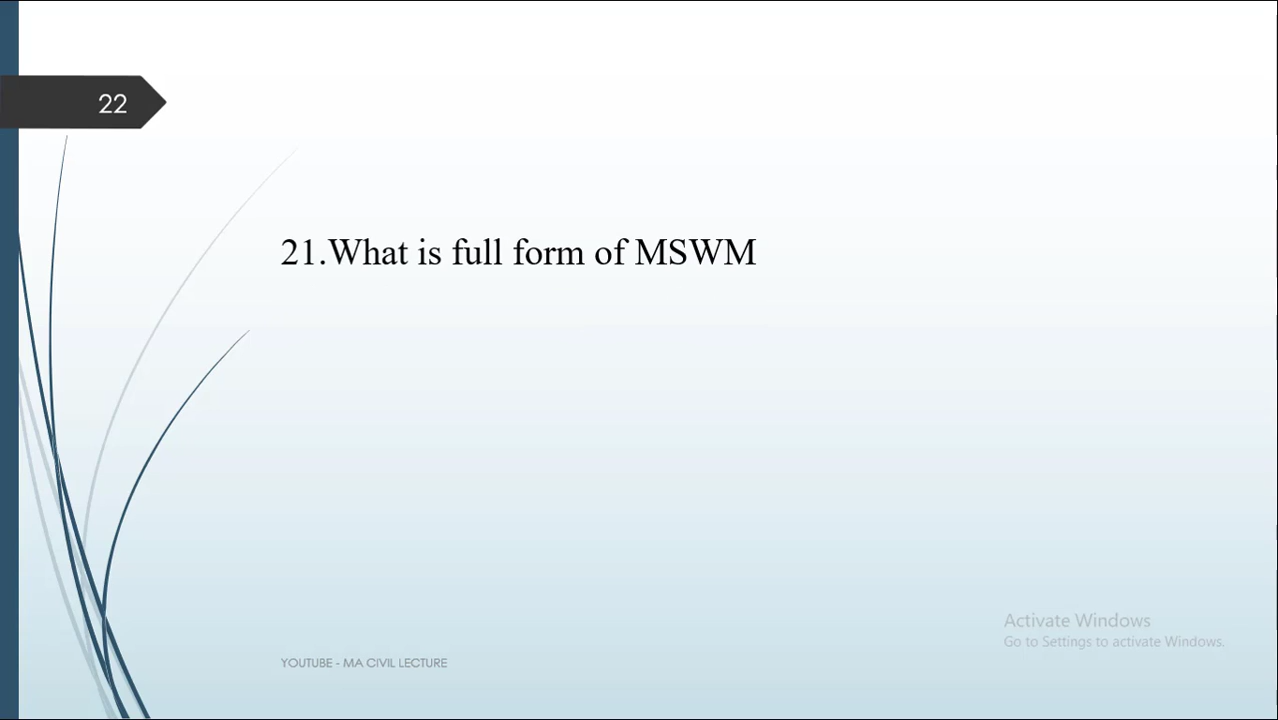 22
21.What is full form of MSWM
Activate Windows
Go to Settings to activate Windows.
YOUTUBE - MA CIVIL LECTURE